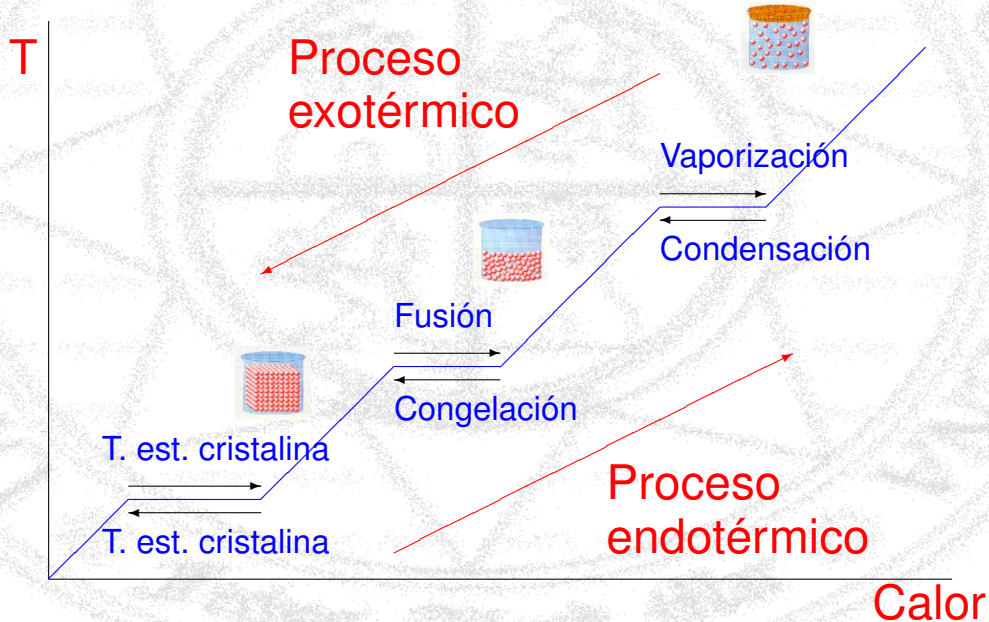 T
Proceso
exotérmico
Vaporización
Condensación
Fusión
Congelación
T. est. cristalina
T. est. cristalina
Proceso
endotérmico
Calor